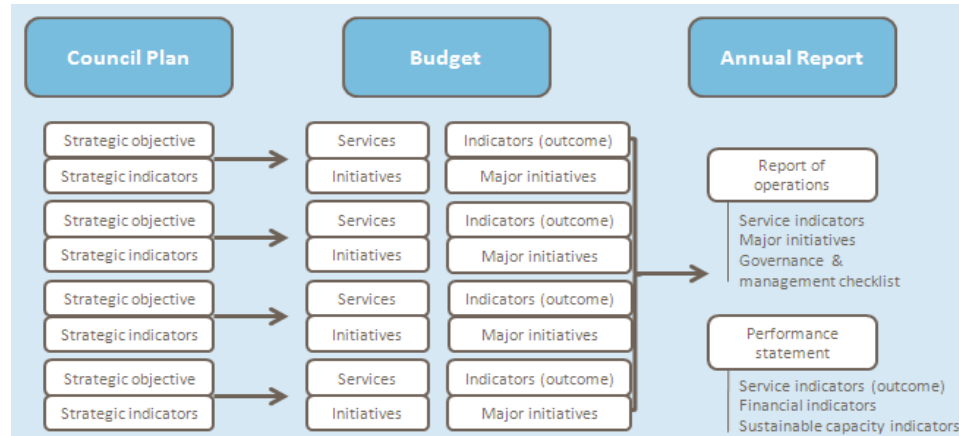 Council Plan
Budget
Annual Report
Strategic objective
Strategic indicators
Services
Initiatives
Indicators (outcome)
Major initiatives
Strategic objective
Strategic indicators
Services
Initiatives
Indicators (outcome)
Major initiatives
Strategic objective
Strategic indicators
Services
Initiatives
Indicators (outcome)
Major initiatives
Strategic objective
Strategic indicators
Services
Initiatives
Indicators (outcome)
Major initiatives
Report of
operations
Service indicators
Major initiatives
Governance &
management checklist
Performance
statement
Service indicators (outcome)
Financial indicators
Sustainable capacity indicators